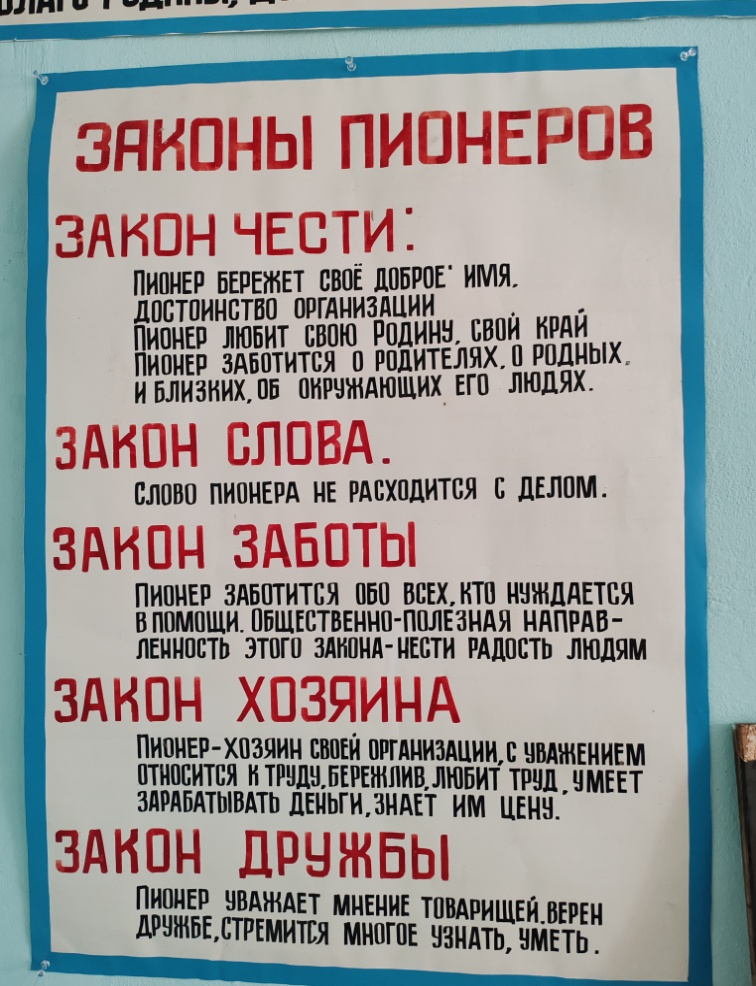 ЗАКОНЫ ПИОНЕРОВ
ЗАКОН ЧЕСТИ:
ПИОНЕР БЕРЕЖЕТ СВОЁ ДОБРОЕ ИМЯ.
ДОСТОИНСТВО ОРГАНИЗАЦИИ
ПИОНЕР ЛЮБИТ СВОЮ РОДИНУ, СВОЙ КРАЙ
ПИОНЕР ЗАБОТИТСЯ О РОДИТЕЛЯХ, О РОДНЫХ,
И БЛИЗКИХ, ОБ ОКРУЖАЮЩИХ ЕГО ЛЮДЯХ.
ЗАКОН СЛОВА.
СЛОВО ПИОНЕРА НЕ РАСХОДИТСЯ С ДЕЛОМ.
ЗАКОН ЗАБОТЫ
ПИОНЕР ЗАБОТИТСЯ ОБО ВСЕХ, КТО НУЖДАЕТСЯ
В ПОМОЩИ. ОБЩЕСТВЕННО-ПОЛЕЗНАЯ НАПРАВ-
ЛЕННОСТЬ ЭТОГО ЗАКОНА-НЕСТИ РАДОСТЬ ЛЮДЯМ
ЗАКОН ХОЗЯИНА
ПИОНЕР-ХОЗЯИН СВОЕЙ ОРГАНИЗАЦИИ, С УВАЖЕНИЕМ
ОТНОСИТСЯ К ТРУДУ, БЕРЕЖЛИВ, ЛЮБИТ ТРУД, УМЕЕТ
ЗАРАБАТЫВАТЬ ДЕНЬГИ, ЗНАЕТ ИМ ЦЕНУ.
ЗАКОН ДРУЖБЫ
ПИОНЕР УВАЖАЕТ МНЕНИЕ ТОВАРИЩЕЙ. ВЕРЕН
ДРУЖБЕ, СТРЕМИТСЯ МНОГОЕ УЗНАТЬ, УМЕТЬ.